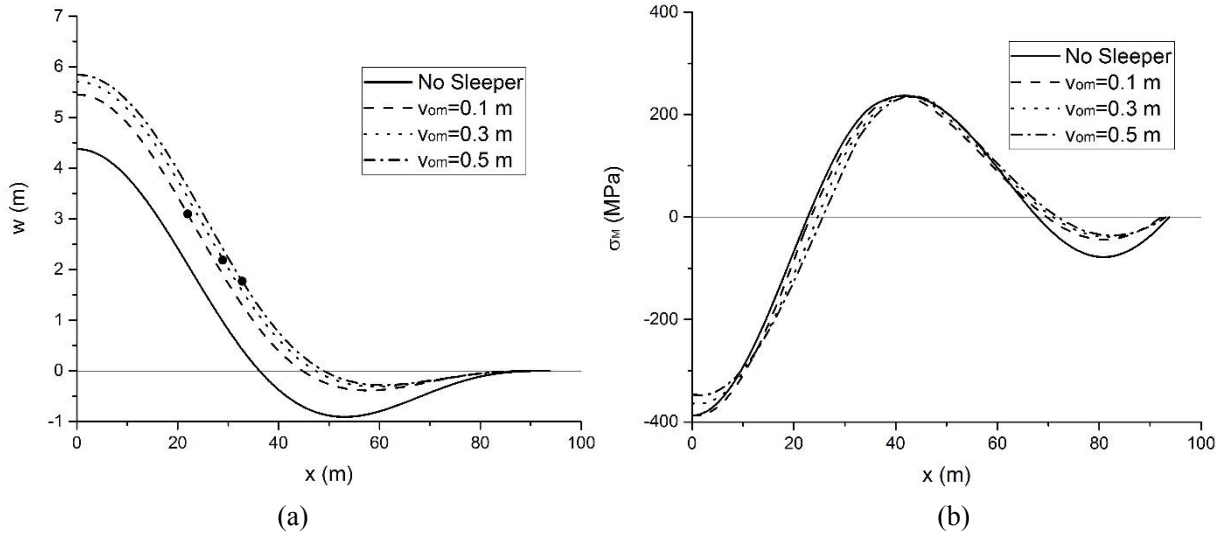 7
6
5
4
3
2
1
0
-1
w (m)
0 20 40 60 80 100
x (m)
No Sleeper
vₒₘ=0.1 m
vₒₘ=0.3 m
vₒₘ=0.5 m
(a)
400
200
0
-200
-400
σₘ (MPa)
0 20 40 60 80 100
x (m)
No Sleeper
vₒₘ=0.1 m
vₒₘ=0.3 m
vₒₘ=0.5 m
(b)